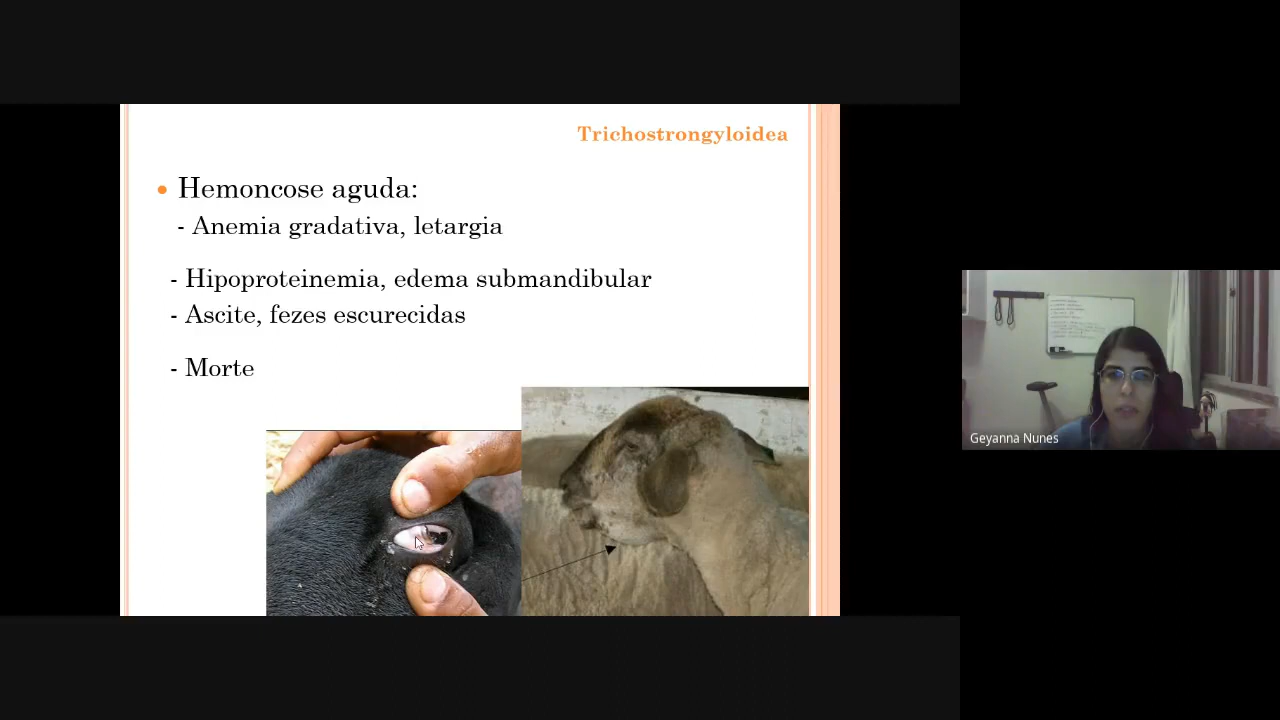 Trichostrongyloidea
• Hemoncose aguda:
- Anemia gradativa, letargia
- Hipoproteinemia, edema submandibular
- Ascite, fezes escurecidas
- Morte
Geyanna Nunes